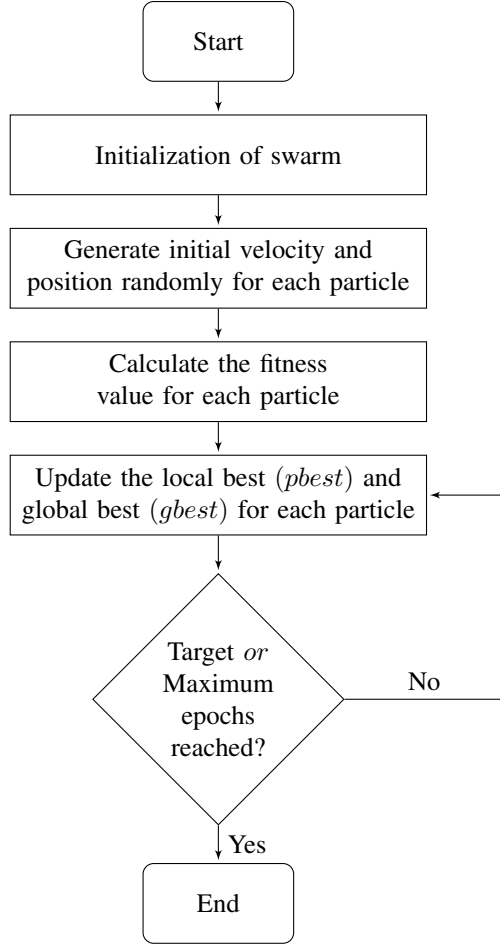 Start
Initialization of swarm
Generate initial velocity and
position randomly for each particle
Calculate the fitness
value for each particle
Update the local best (pbest) and
global best (gbest) for each particle
Target or
Maximum
epochs
reached?
No
Yes
End